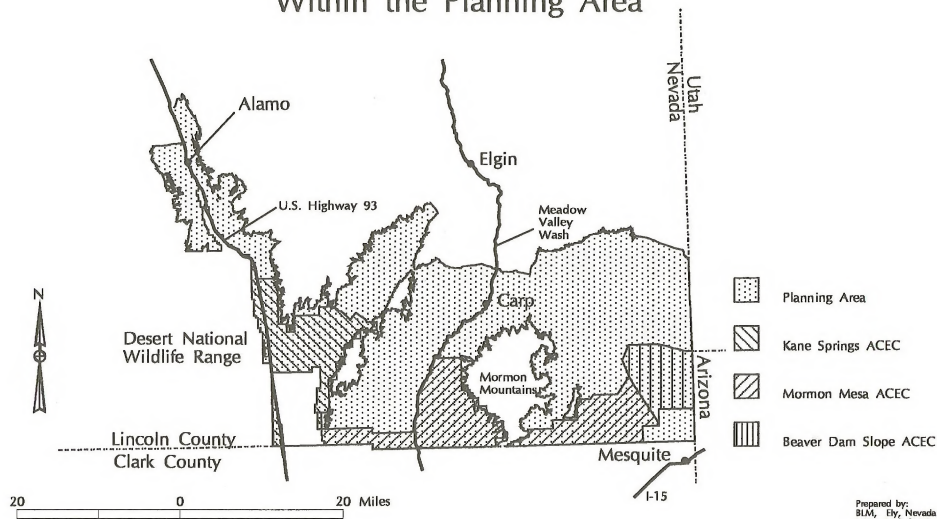 Within the Planning Area
Utah
Nevada
Alamo
Elgin
U.S. Highway 93
Meadow
Valley
Wash
N
Carp
Planning Area
Desert National
Wildlife Range
Kane Springs ACEC
Mormon
Mountains
Arizona
Mormon Mesa ACEC
Lincoln County
Clark County
Beaver Dam Slope ACEC
Mesquite
I-15
20 0 20 Miles
Prepared by:
BLM, Ely, Nevada